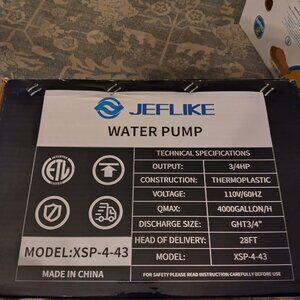 JEFLIKE
WATER PUMP
TECHNICAL SPECIFICATIONS
OUTPUT: 3/4HP
CONSTRUCTION: THERMOPLASTIC
VOLTAGE: 110V/60HZ
QMAX: 4000GALLON/H
DISCHARGE SIZE: GHT3/4"
HEAD OF DELIVERY: 28FT
MODEL: XSP-4-43
MODEL:XSP-4-43
MADE IN CHINA
FOR SAFETY PLEASE READ INSTRUCTION CAREFULLY BEFORE USE